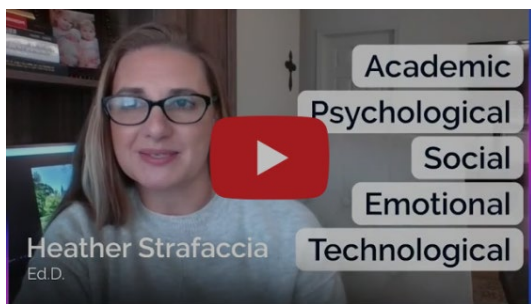 Academic
Psychological
Social
Emotional
Technological
Heather Strafaccia
Ed.D.